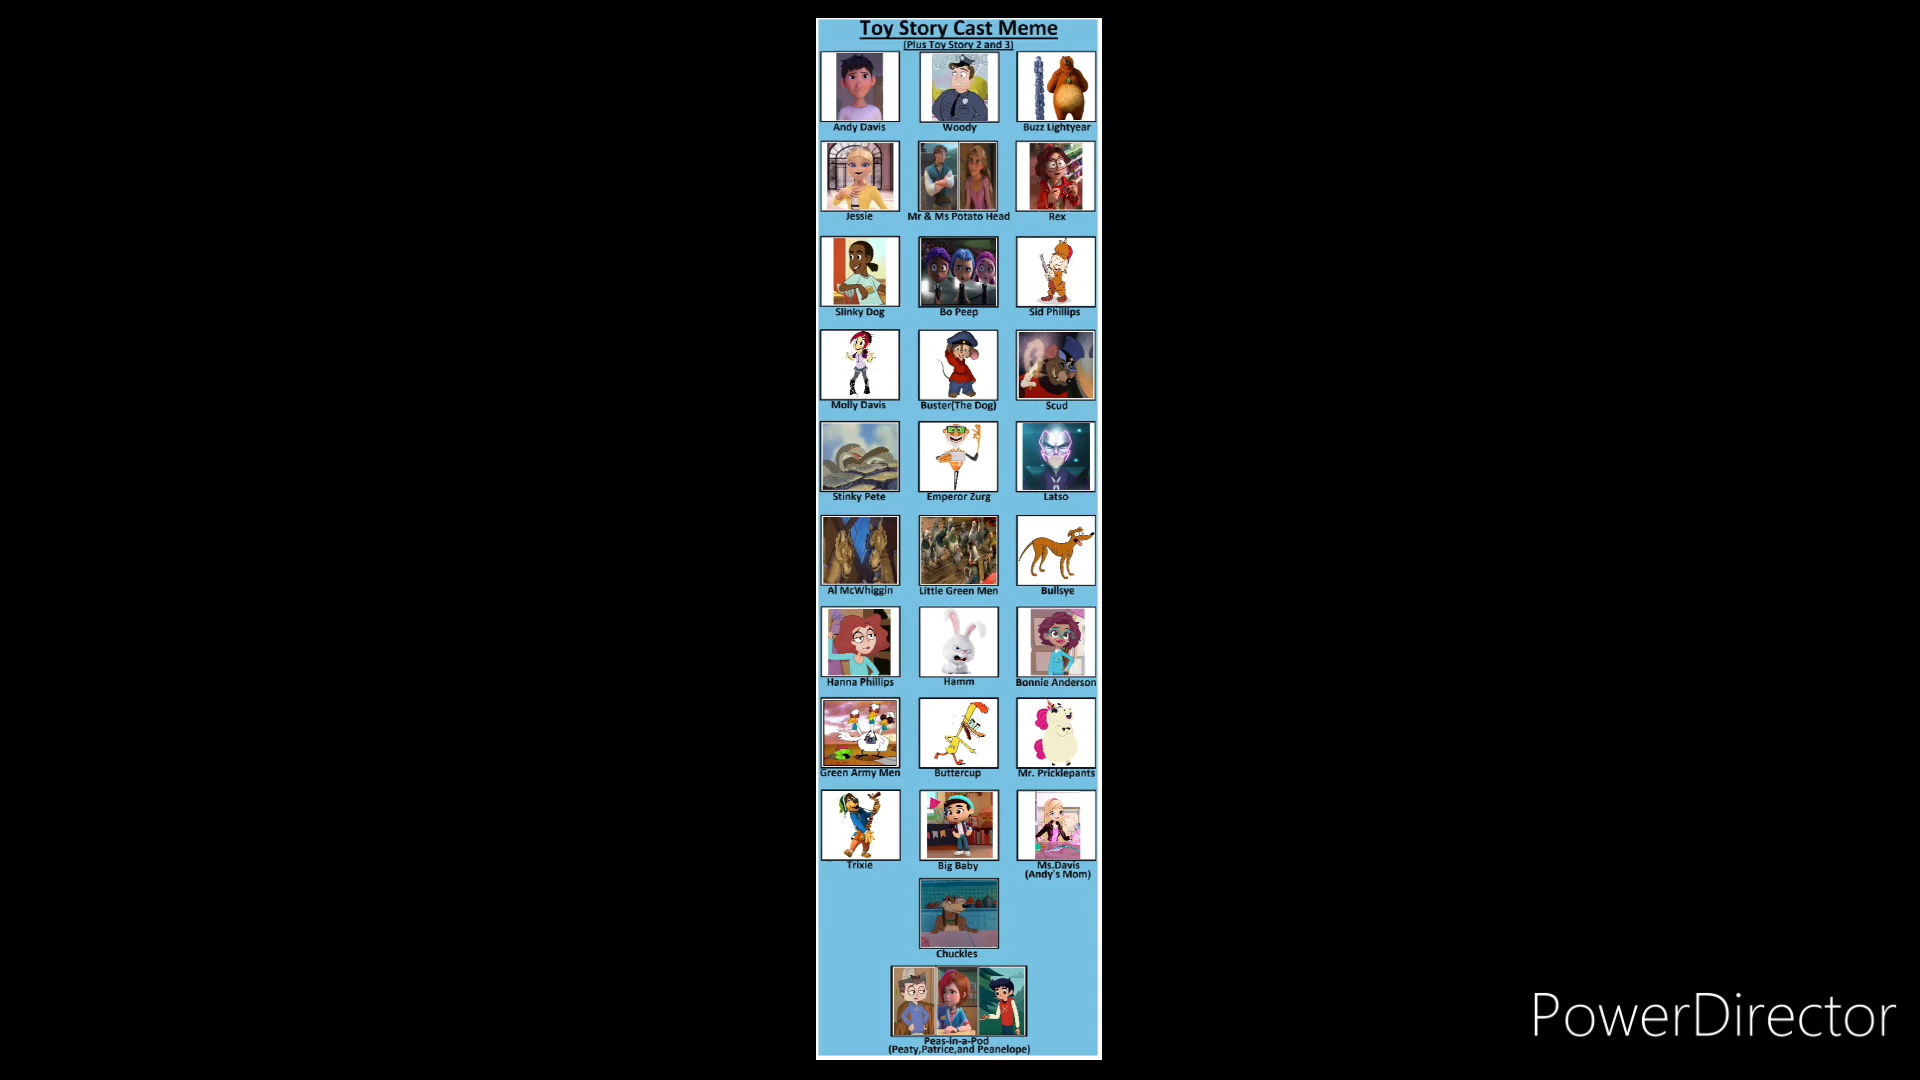 Toy Story Cast Meme
(Plus Toy Story 2 and 3)
Andy Davis
Woody
Buzz Lightyear
Jessie
Mr & Ms Potato Head
Rex
Slinky Dog
Bo Peep
Sid Phillips
Molly Davis
Buster(The Dog)
Scud
Stinky Pete
Emperor Zurg
Latso
Al McWhiggin
Little Green Men
Bullsye
Hanna Phillips
Hamm
Bonnie Anderson
Green Army Men
Buttercup
Mr. Pricklepants
Trixie
Big Baby
Ms.Davis
(Andy's Mom)
Chuckles
Peas-in-a-Pod
(Peaty,Patrice,and Peanelope)
PowerDirector